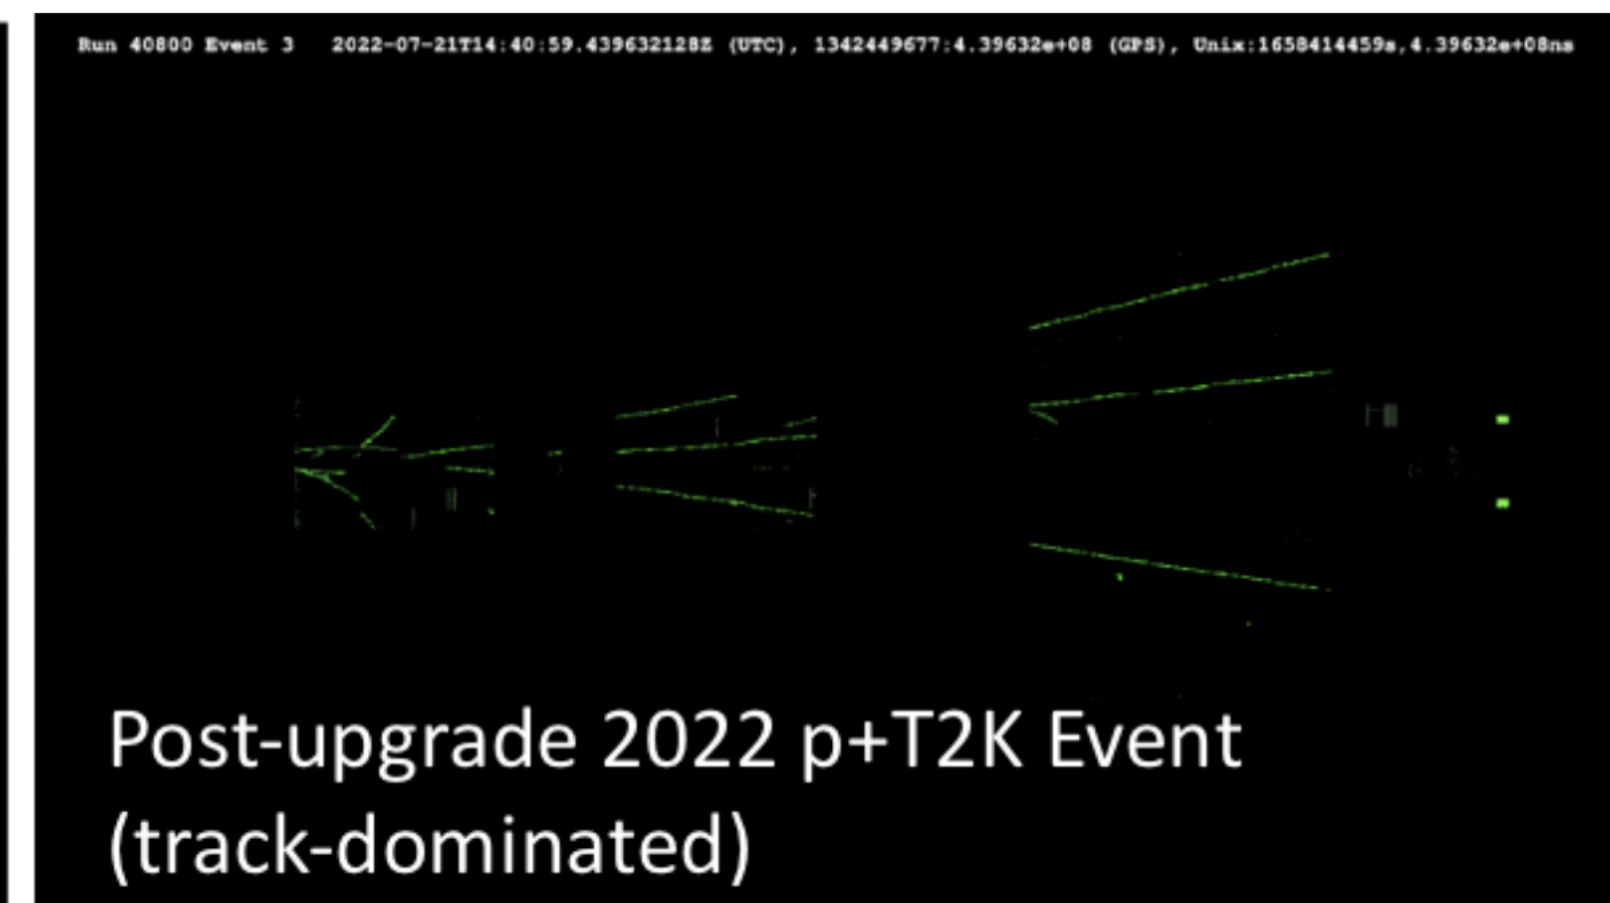 Run 40800 Event 3   2022-07-21T14:40:59.439632128Z (UTC), 1342449677:4.39632e+08 (GPS), Unix:1658414459s,4.39632e+08ns
Post-upgrade 2022 p+T2K Event
(track-dominated)